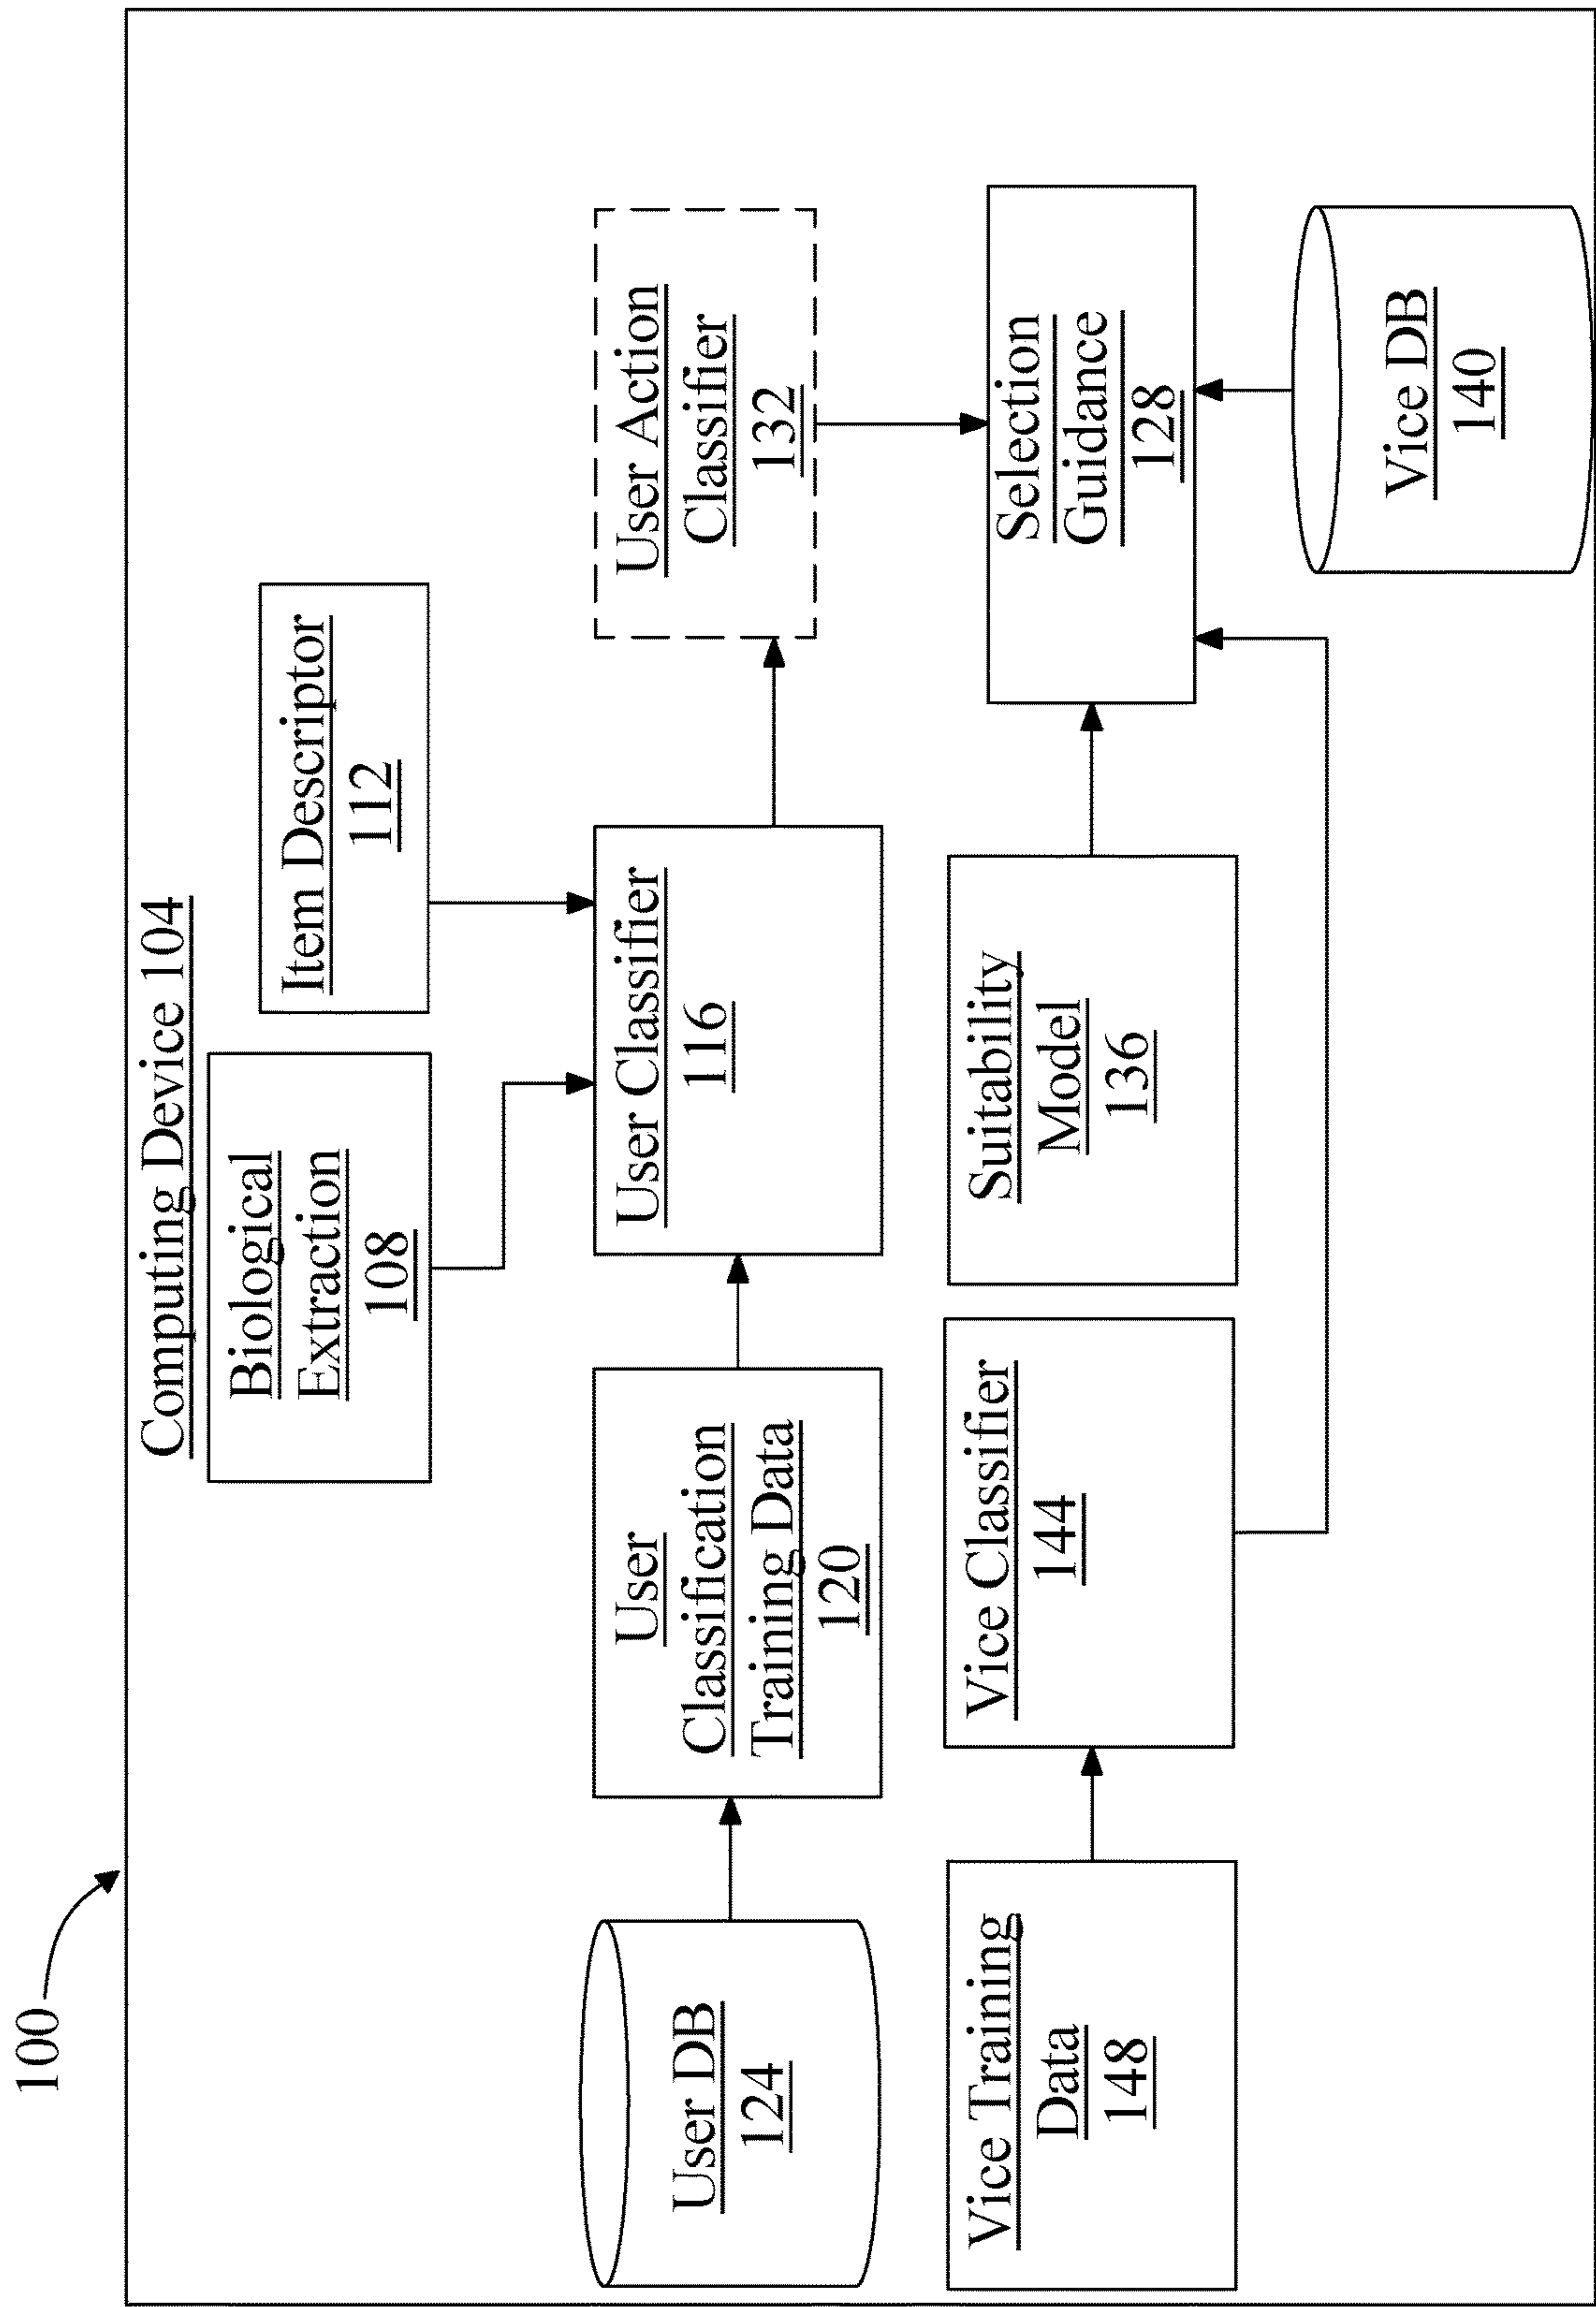 100
Computing Device 104
Biological
Extraction
108
Item Descriptor
112
User DB
124
User
Classification
Training Data
120
User Classifier
116
User Action
Classifier
132
Vice Training
Data
148
Vice Classifier
144
Suitability
Model
136
Selection
Guidance
128
Vice DB
140